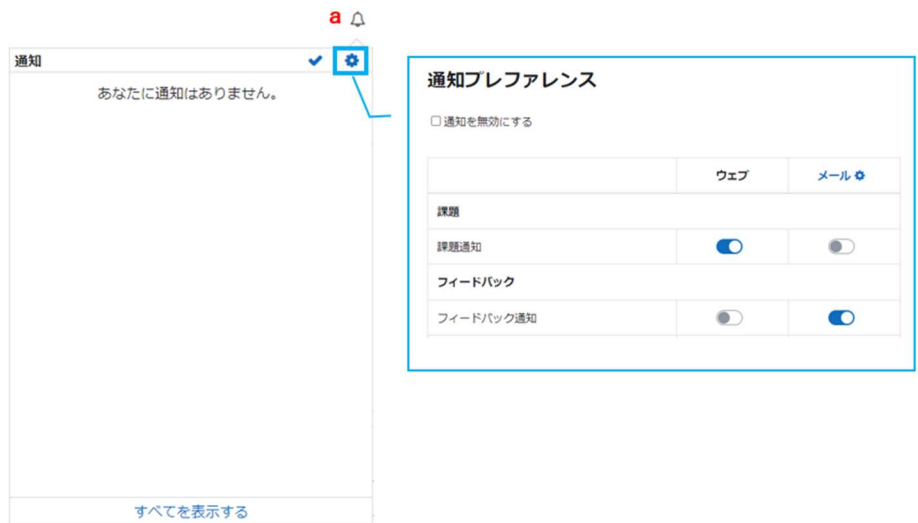 a
通知
あなたに通知はありません。
すべてを表示する
通知プレファレンス
通知を無効にする
ウェブ メール
課題
課題通知
フィードバック
フィードバック通知